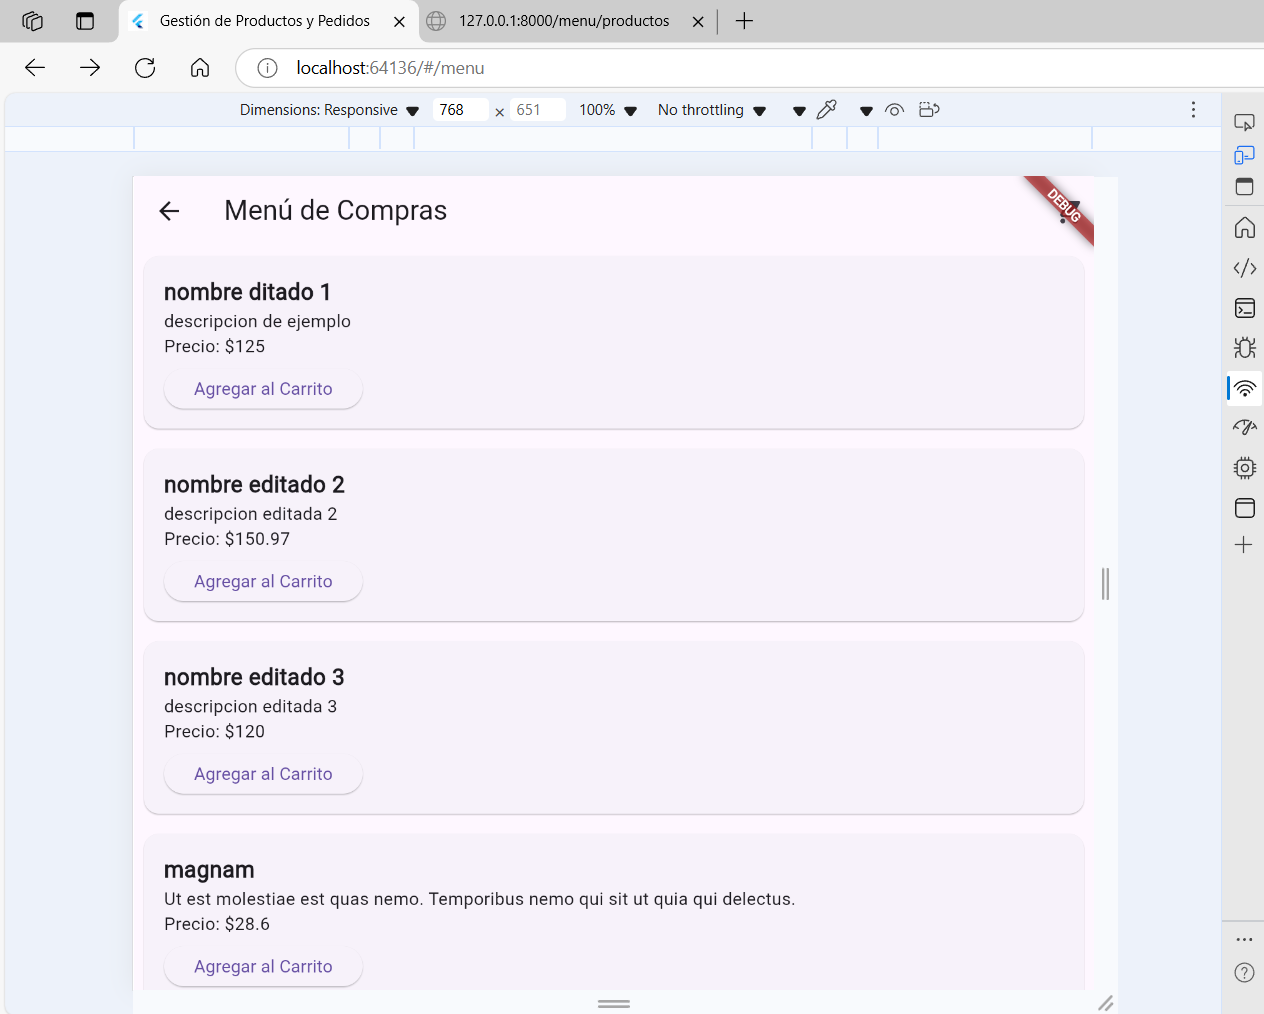 Gestión de Productos y Pedidos
127.0.0.1:8000/menu/productos
localhost:64136/#/menu
Dimensions: Responsive 768 × 651 100% No throttling
Menú de Compras
DEBUG
nombre ditado 1
descripcion de ejemplo
Precio: $125
Agregar al Carrito
nombre editado 2
descripcion editada 2
Precio: $150.97
Agregar al Carrito
nombre editado 3
descripcion editada 3
Precio: $120
Agregar al Carrito
magnam
Ut est molestiae est quas nemo. Temporibus nemo qui sit ut quia qui delectus.
Precio: $28.6
Agregar al Carrito